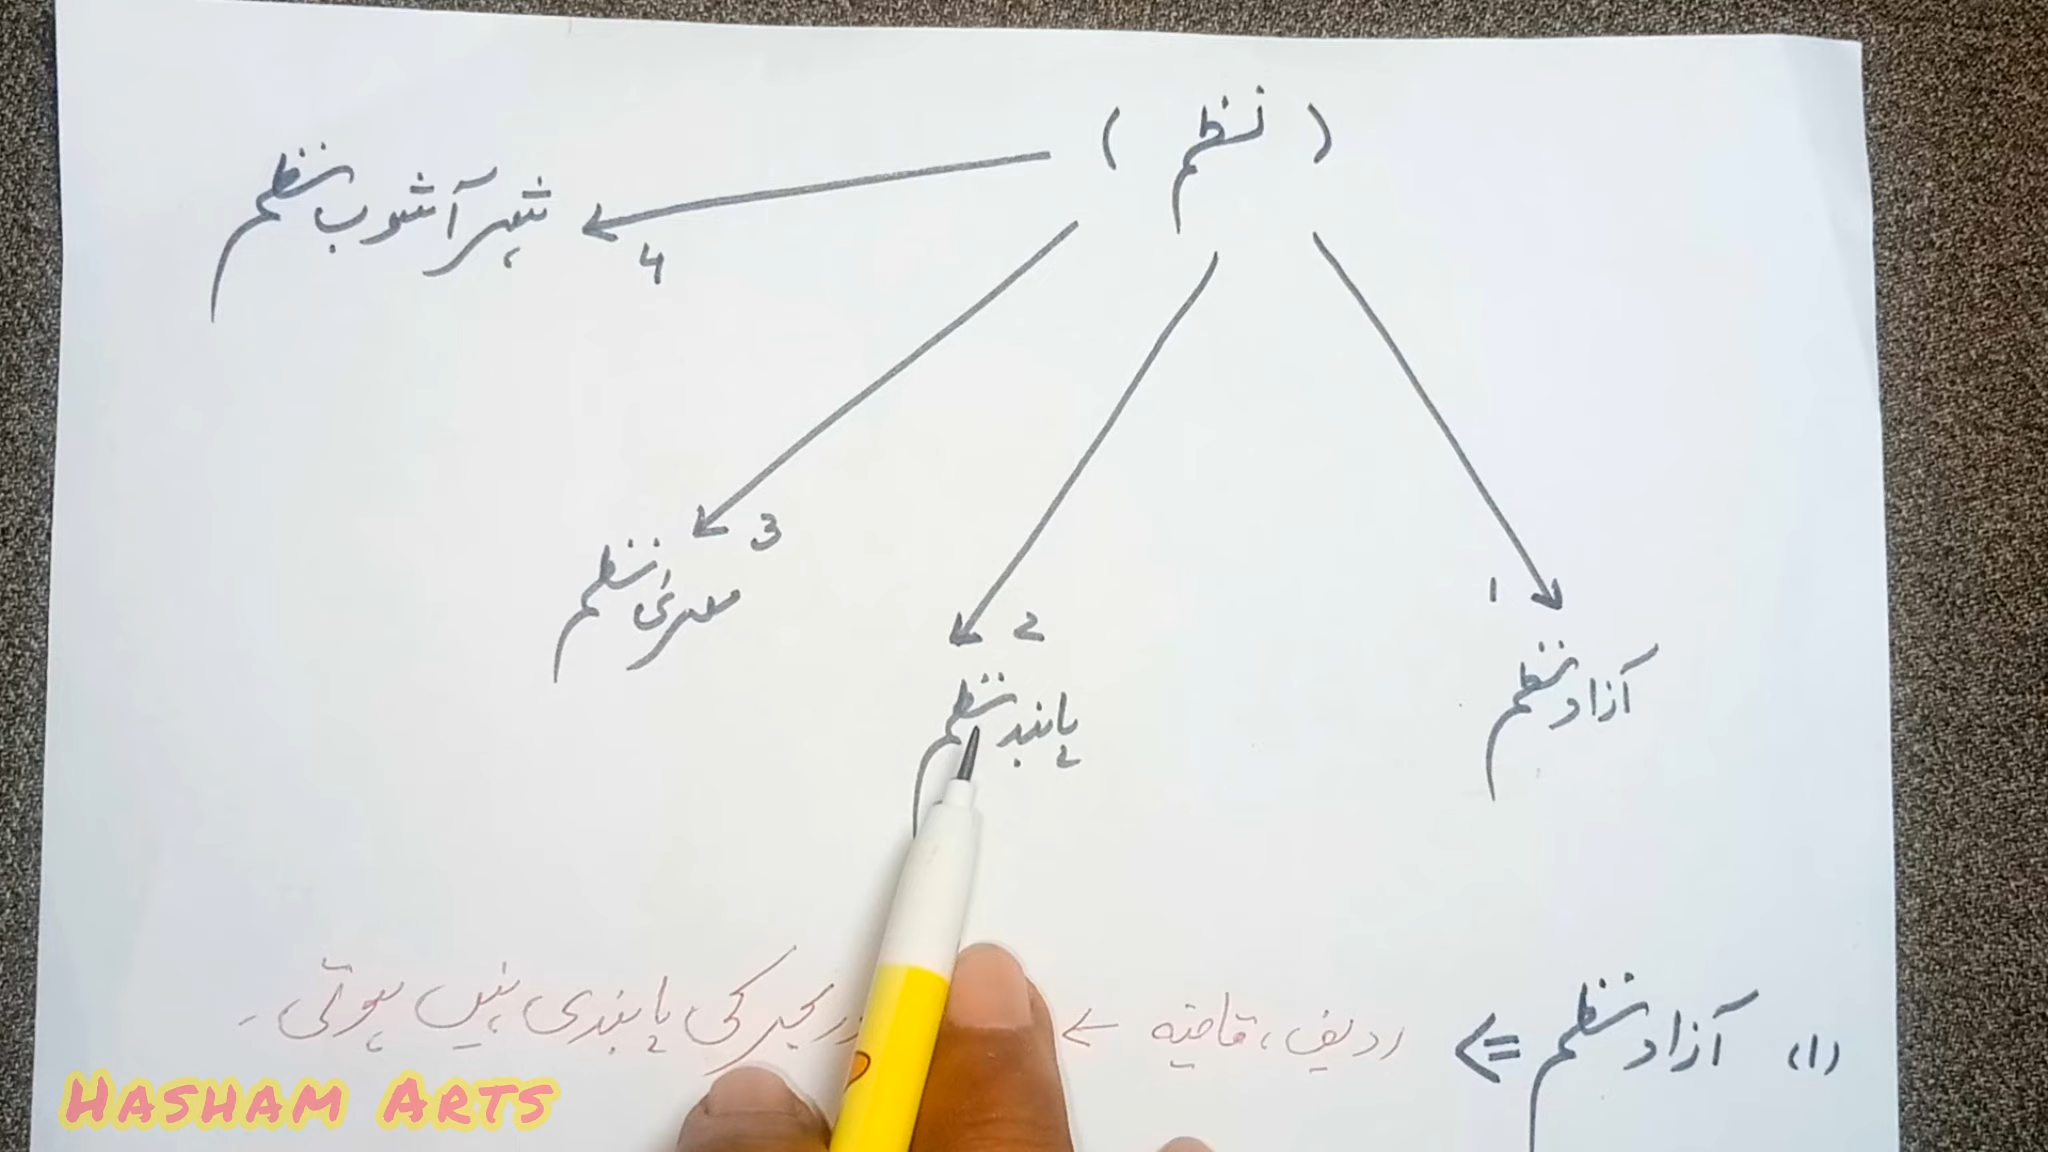 ( نظم )
شہر آشوب نظم
4
3
معریٰ نظم
2
پابند نظم
1
آزاد نظم
(1) آزاد نظم <= ردیف، قافیہ <- بحر کی پابندی نہیں ہوتی۔
HASHAM ARTS